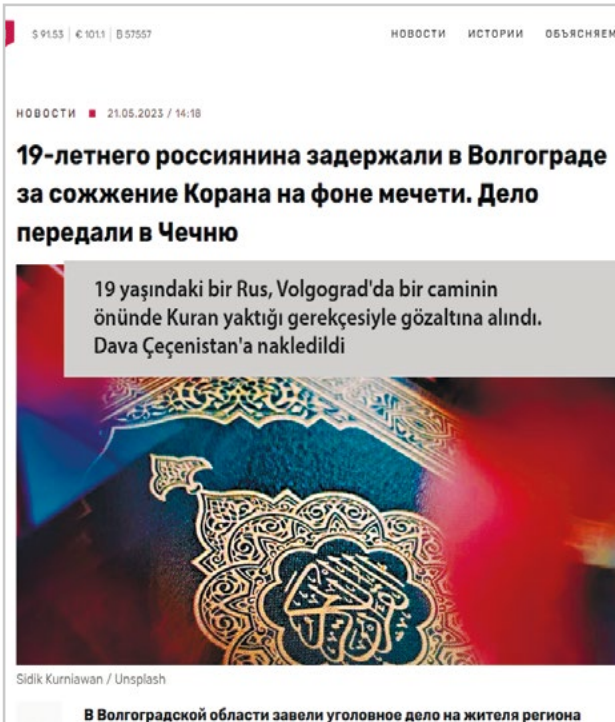 $ 91.53 | € 101.1 | B 57557
НОВОСТИ ИСТОРИИ ОБЪЯСНЯЕМ
НОВОСТИ ■ 21.05.2023 / 14:18
19-летнего россиянина задержали в Волгограде
за сожжение Корана на фоне мечети. Дело
передали в Чечню
19 yaşındaki bir Rus, Volgograd'da bir caminin
önünde Kuran yaktığı gerekçesiyle gözaltına alındı.
Dava Çeçenistan'a nakledildi
Sidik Kurniawan / Unsplash
В Волгоградской области завели уголовное дело на жителя региона